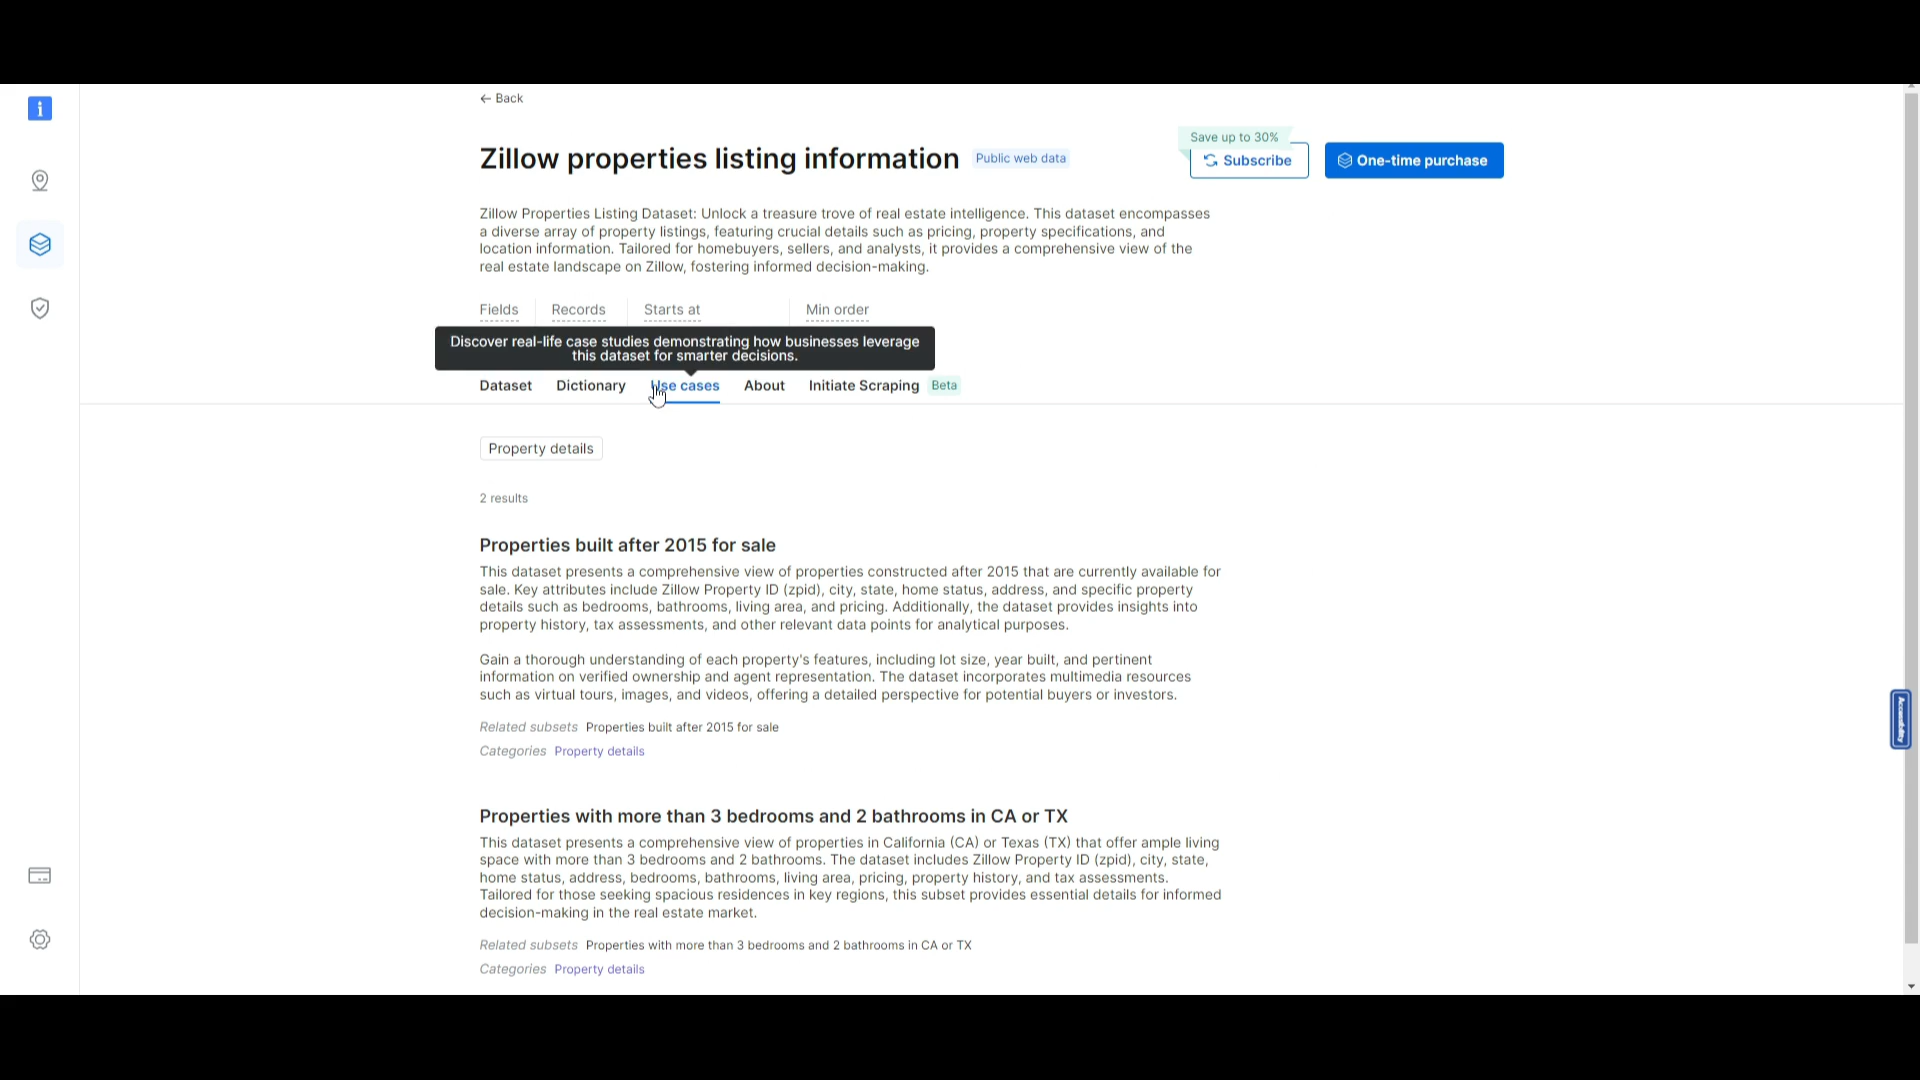 ← Back
Save up to 30%
Zillow properties listing information Public web data Subscribe One-time purchase
Zillow Properties Listing Dataset: Unlock a treasure trove of real estate intelligence. This dataset encompasses
a diverse array of property listings, featuring crucial details such as pricing, property specifications, and
location information. Tailored for homebuyers, sellers, and analysts, it provides a comprehensive view of the
real estate landscape on Zillow, fostering informed decision-making.
Fields Records Starts at Min order
Discover real-life case studies demonstrating how businesses leverage
this dataset for smarter decisions.
Dataset Dictionary Use cases About Initiate Scraping Beta
Property details
2 results
Properties built after 2015 for sale
This dataset presents a comprehensive view of properties constructed after 2015 that are currently available for
sale. Key attributes include Zillow Property ID (zpid), city, state, home status, address, and specific property
details such as bedrooms, bathrooms, living area, and pricing. Additionally, the dataset provides insights into
property history, tax assessments, and other relevant data points for analytical purposes.
Gain a thorough understanding of each property's features, including lot size, year built, and pertinent
information on verified ownership and agent representation. The dataset incorporates multimedia resources
such as virtual tours, images, and videos, offering a detailed perspective for potential buyers or investors.
Related subsets Properties built after 2015 for sale
Accessibility
Categories Property details
Properties with more than 3 bedrooms and 2 bathrooms in CA or TX
This dataset presents a comprehensive view of properties in California (CA) or Texas (TX) that offer ample living
space with more than 3 bedrooms and 2 bathrooms. The dataset includes Zillow Property ID (zpid), city, state,
home status, address, bedrooms, bathrooms, living area, pricing, property history, and tax assessments.
Tailored for those seeking spacious residences in key regions, this subset provides essential details for informed
decision-making in the real estate market.
Related subsets Properties with more than 3 bedrooms and 2 bathrooms in CA or TX
Categories Property details